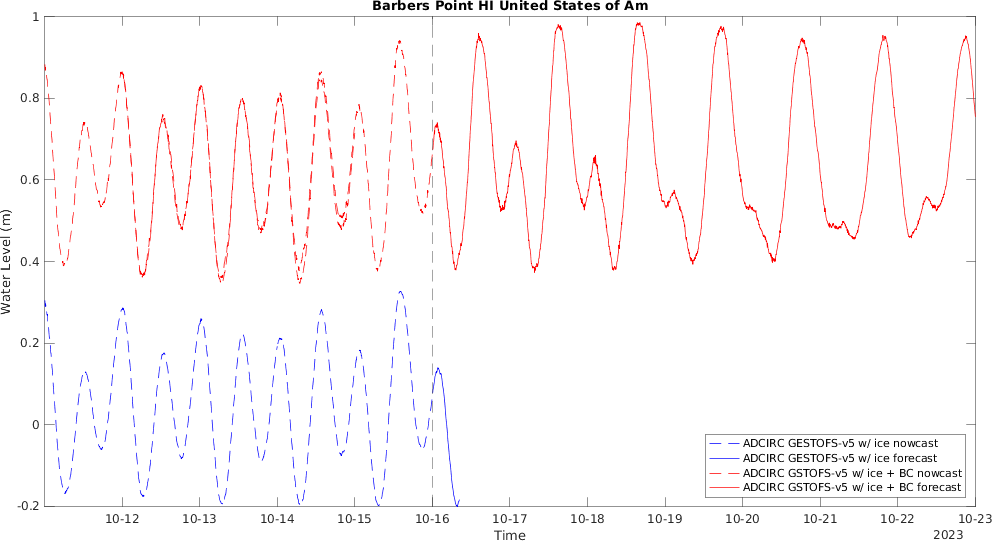 Barbers Point HI United States of Am
1
0.8
0.6
0.4
0.2
0
-0.2
Water Level (m)
10-12 10-13 10-14 10-15 10-16 10-17 10-18 10-19 10-20 10-21 10-22 10-23
Time
2023
ADCIRC GESTOFS-v5 w/ ice nowcast
ADCIRC GESTOFS-v5 w/ ice forecast
ADCIRC GSTOFS-v5 w/ ice + BC nowcast
ADCIRC GSTOFS-v5 w/ ice + BC forecast